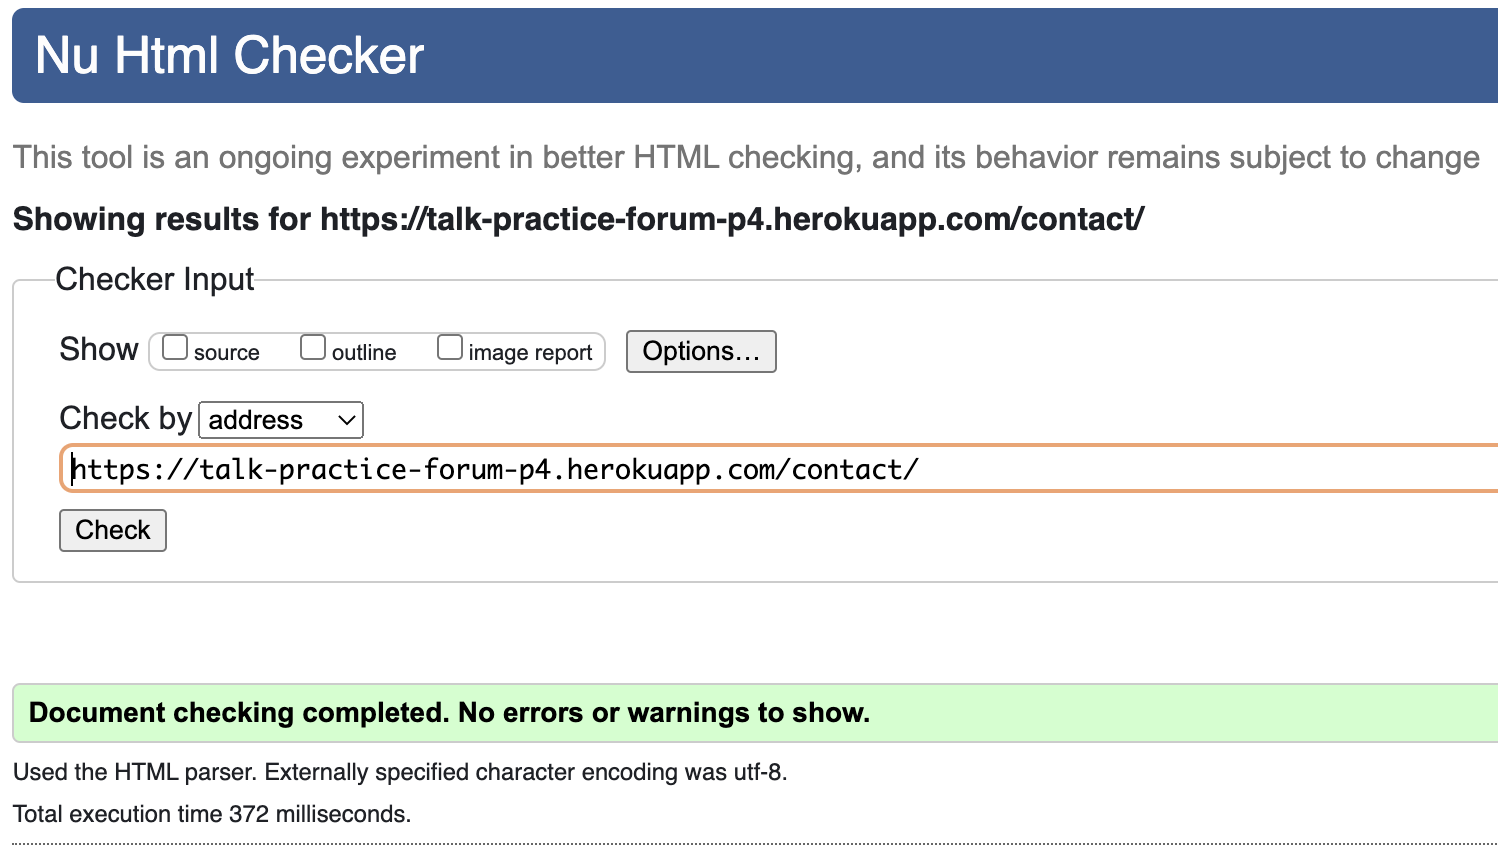 Nu Html Checker
This tool is an ongoing experiment in better HTML checking, and its behavior remains subject to change
Showing results for https://talk-practice-forum-p4.herokuapp.com/contact/
Checker Input
Show source outline image report Options…
Check by address
https://talk-practice-forum-p4.herokuapp.com/contact/
Check
Document checking completed. No errors or warnings to show.
Used the HTML parser. Externally specified character encoding was utf-8.
Total execution time 372 milliseconds.